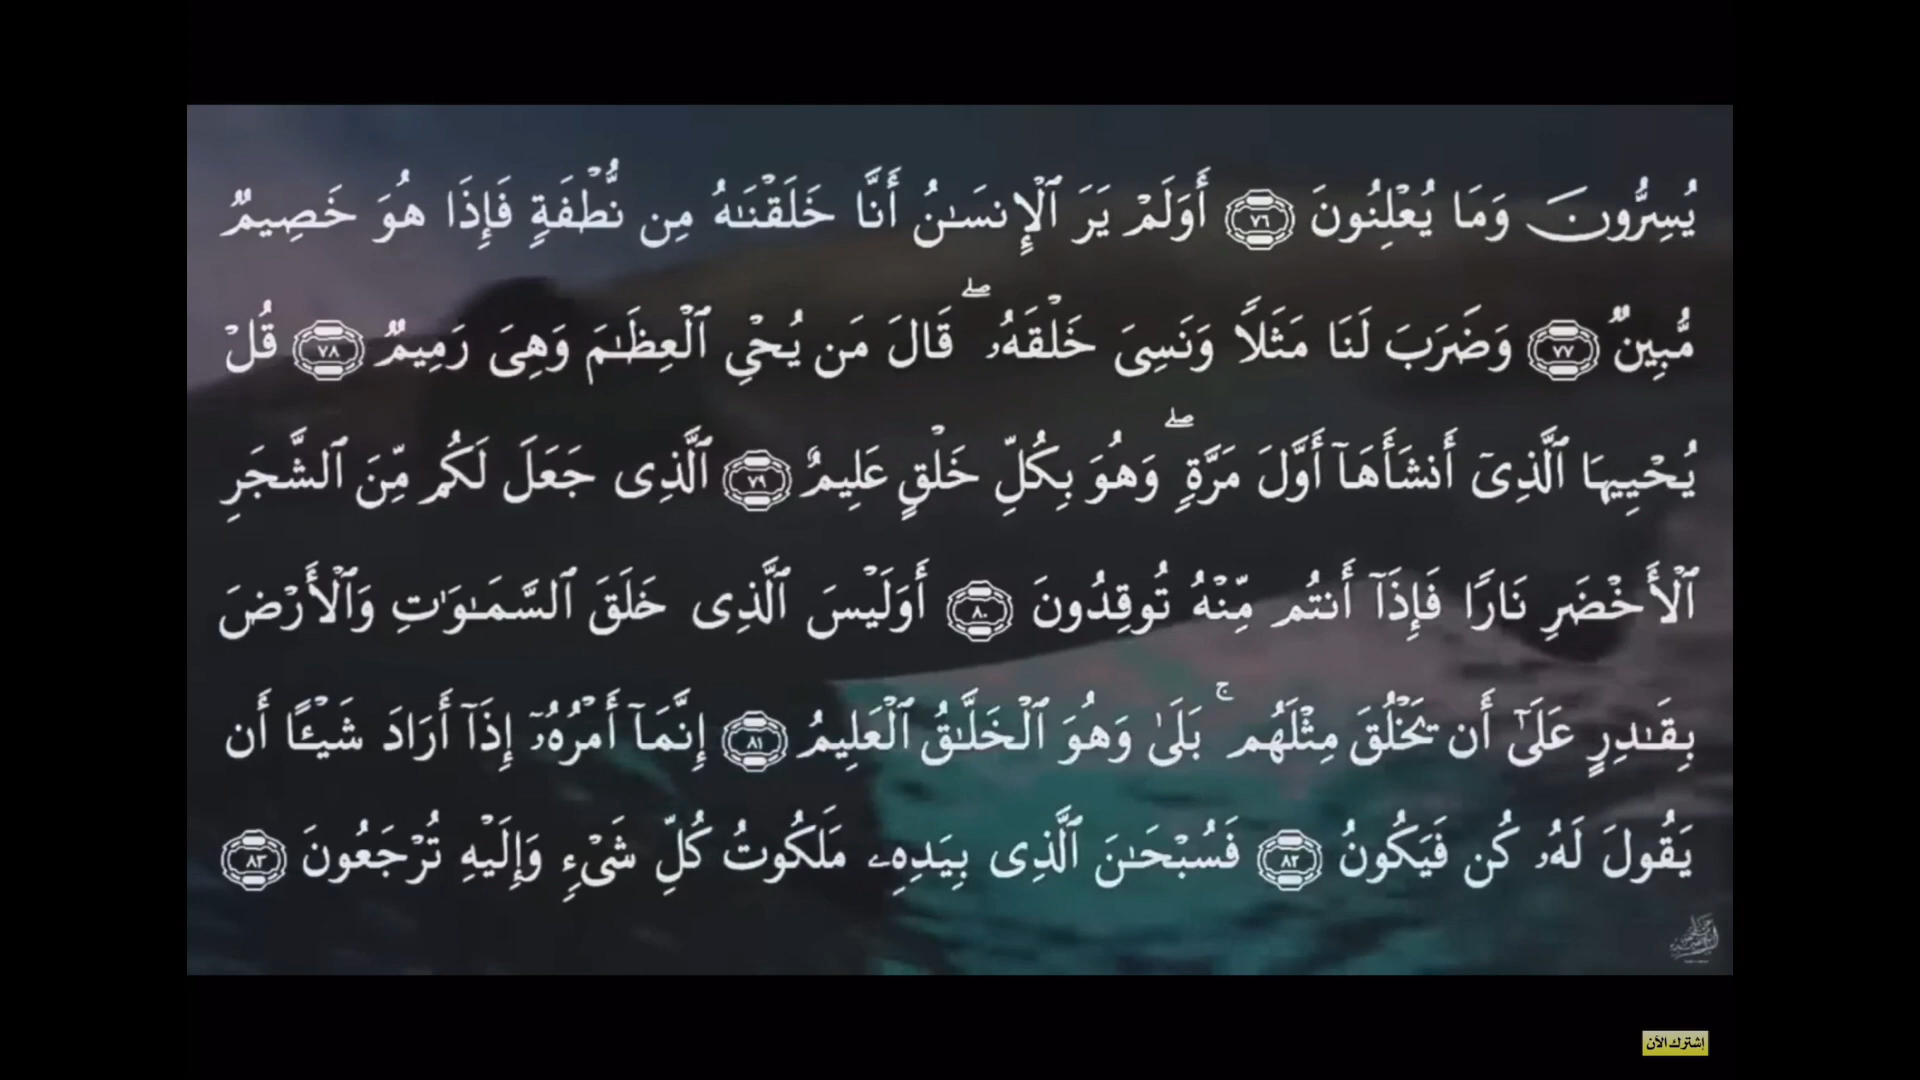 يُسِرُّونَ وَمَا يُعْلِنُونَ ٧٦ أَوَلَمْ يَرَ ٱلْإِنسَـٰنُ أَنَّا خَلَقْنَـٰهُ مِن نُّطْفَةٍ فَإِذَا هُوَ خَصِيمٌ
مُّبِينٌ ٧٧ وَضَرَبَ لَنَا مَثَلًا وَنَسِىَ خَلْقَهُۥ ۖ قَالَ مَن يُحْىِ ٱلْعِظَـٰمَ وَهِىَ رَمِيمٌ ٧٨ قُلْ
يُحْيِيهَا ٱلَّذِىٓ أَنشَأَهَآ أَوَّلَ مَرَّةٍ ۖ وَهُوَ بِكُلِّ خَلْقٍ عَلِيمٌ ٧٩ ٱلَّذِى جَعَلَ لَكُم مِّنَ ٱلشَّجَرِ
ٱلْأَخْضَرِ نَارًا فَإِذَآ أَنتُم مِّنْهُ تُوقِدُونَ ٨٠ أَوَلَيْسَ ٱلَّذِى خَلَقَ ٱلسَّمَـٰوَٰتِ وَٱلْأَرْضَ
بِقَـٰدِرٍ عَلَىٰٓ أَن يَخْلُقَ مِثْلَهُم ۚ بَلَىٰ وَهُوَ ٱلْخَلَّـٰقُ ٱلْعَلِيمُ ٨١ إِنَّمَآ أَمْرُهُۥٓ إِذَآ أَرَادَ شَيْـًٔا أَن
يَقُولَ لَهُۥ كُن فَيَكُونُ ٨٢ فَسُبْحَـٰنَ ٱلَّذِى بِيَدِهِۦ مَلَكُوتُ كُلِّ شَىْءٍ وَإِلَيْهِ تُرْجَعُونَ ٨٣
إشترك الآن